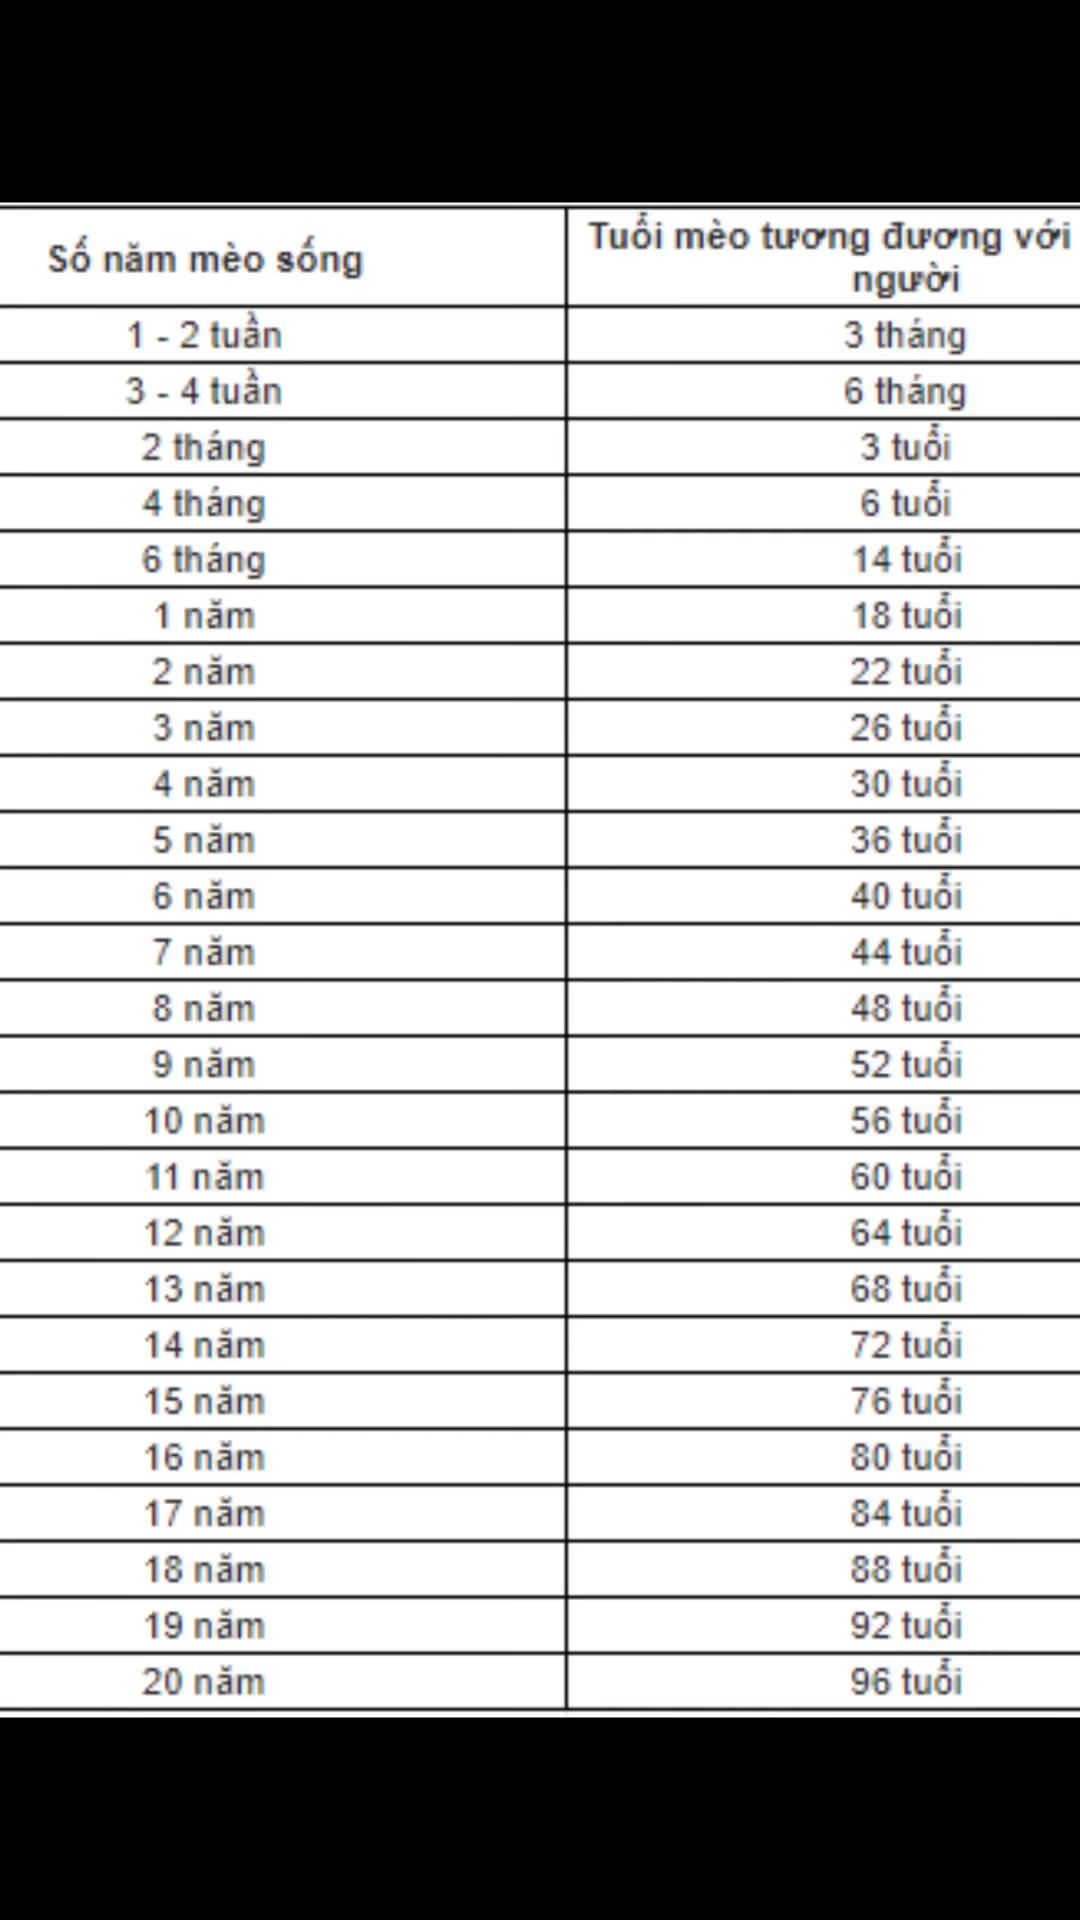 Số năm mèo sống
Tuổi mèo tương đương với
người
1 - 2 tuần
3 tháng
3 - 4 tuần
6 tháng
2 tháng
3 tuổi
4 tháng
6 tuổi
6 tháng
14 tuổi
1 năm
18 tuổi
2 năm
22 tuổi
3 năm
26 tuổi
4 năm
30 tuổi
5 năm
36 tuổi
6 năm
40 tuổi
7 năm
44 tuổi
8 năm
48 tuổi
9 năm
52 tuổi
10 năm
56 tuổi
11 năm
60 tuổi
12 năm
64 tuổi
13 năm
68 tuổi
14 năm
72 tuổi
15 năm
76 tuổi
16 năm
80 tuổi
17 năm
84 tuổi
18 năm
88 tuổi
19 năm
92 tuổi
20 năm
96 tuổi